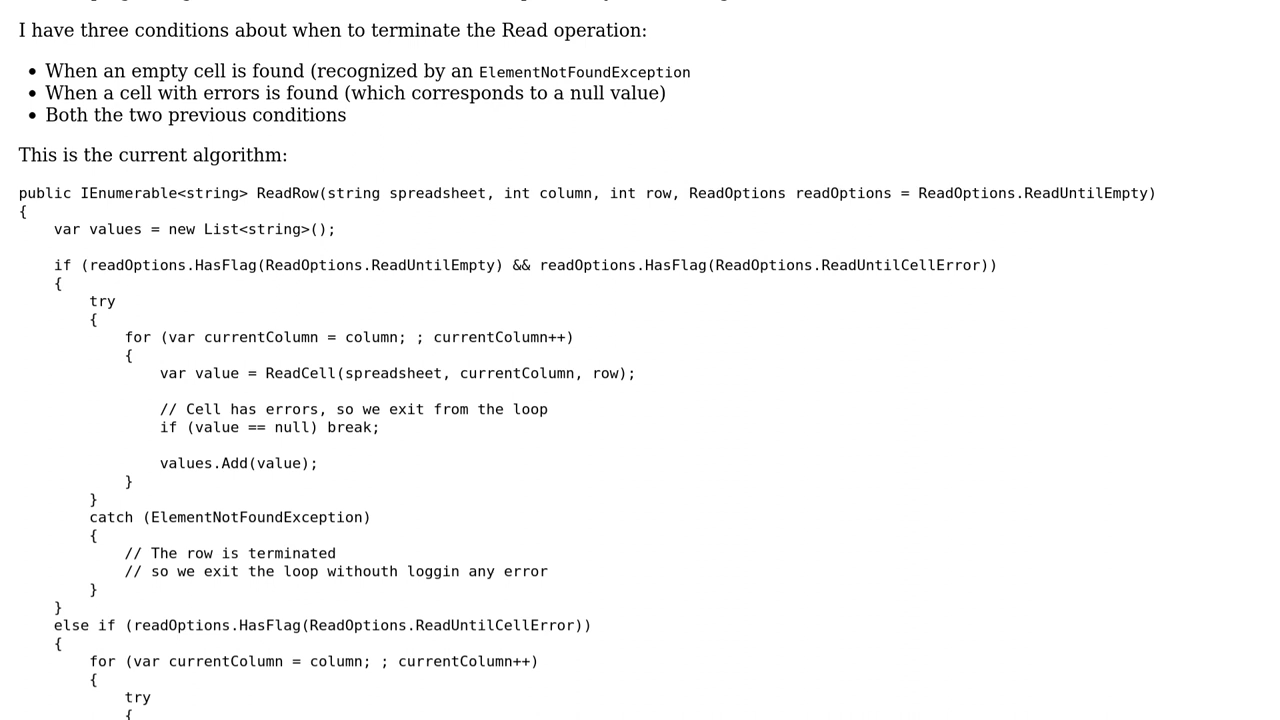 I have three conditions about when to terminate the Read operation:
• When an empty cell is found (recognized by an ElementNotFoundException
• When a cell with errors is found (which corresponds to a null value)
• Both the two previous conditions
This is the current algorithm:
public IEnumerable<string> ReadRow(string spreadsheet, int column, int row, ReadOptions readOptions = ReadOptions.ReadUntilEmpty)
{
    var values = new List<string>();
    if (readOptions.HasFlag(ReadOptions.ReadUntilEmpty) && readOptions.HasFlag(ReadOptions.ReadUntilCellError))
    {
        try
        {
            for (var currentColumn = column; ; currentColumn++)
            {
                var value = ReadCell(spreadsheet, currentColumn, row);
                // Cell has errors, so we exit from the loop
                if (value == null) break;
                values.Add(value);
            }
        }
        catch (ElementNotFoundException)
        {
            // The row is terminated
            // so we exit the loop withouth loggin any error
        }
    }
    else if (readOptions.HasFlag(ReadOptions.ReadUntilCellError))
    {
        for (var currentColumn = column; ; currentColumn++)
        {
            try
            {